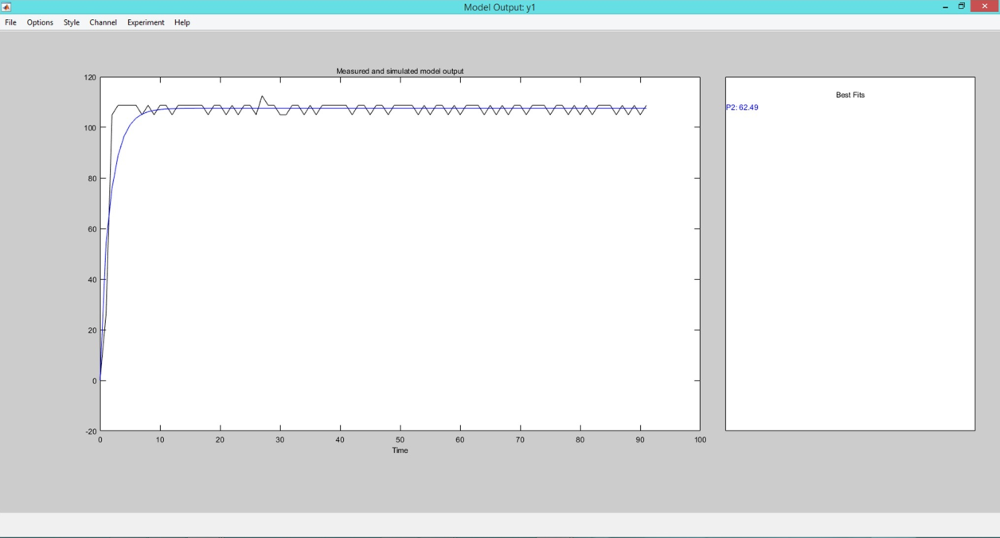 Model Output: y1
File Options Style Channel Experiment Help
Measured and simulated model output
120
100
80
60
40
20
0
-20
0 10 20 30 40 50 60 70 80 90 100
Time
Best Fits
P2: 62.49